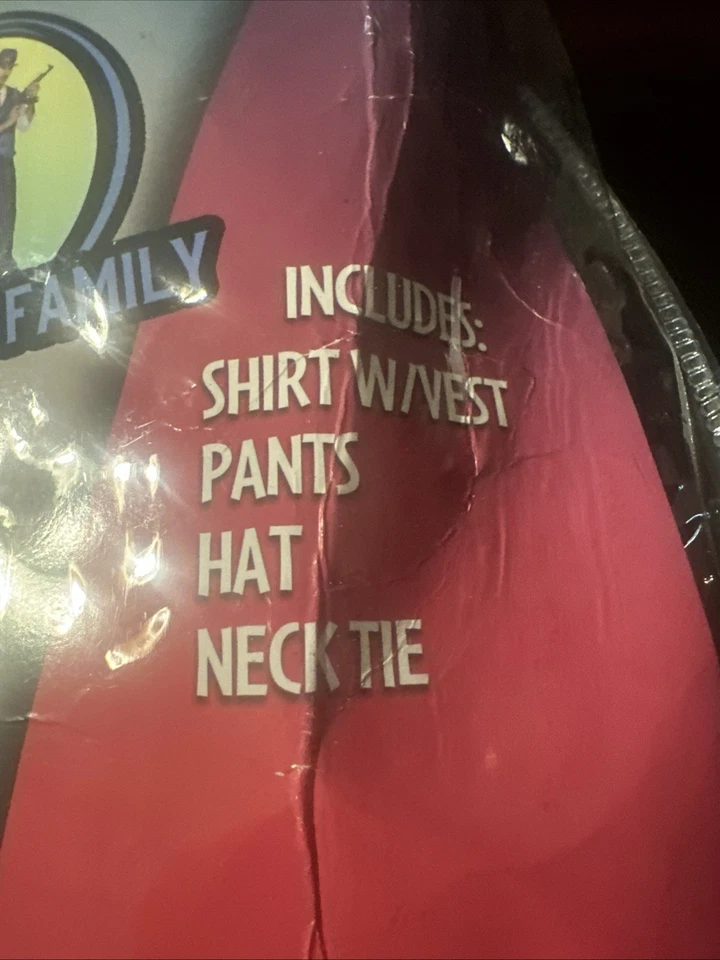 FAMILY
INCLUDES:
SHIRT W/VEST
PANTS
HAT
NECK TIE